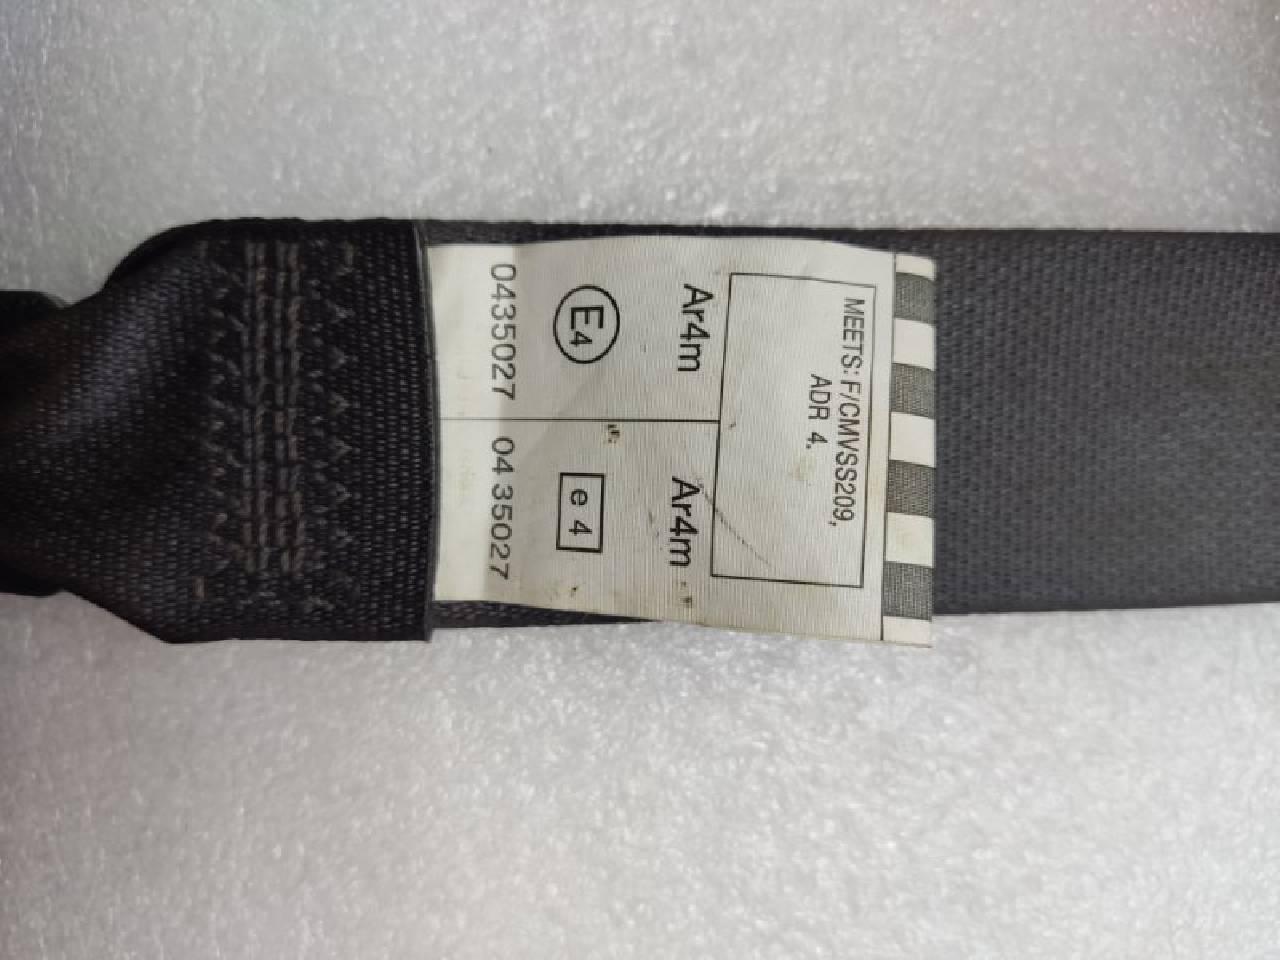 MEETS: F/CMVSS209,
ADR 4.
Ar4m
E4
0435027
Ar4m
e 4
04 35027